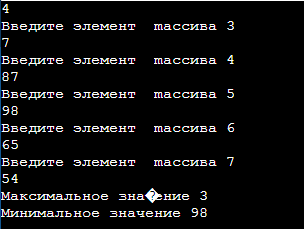 4
Введите элемент массива 3
7
Введите элемент массива 4
87
Введите элемент массива 5
98
Введите элемент массива 6
65
Введите элемент массива 7
54
Максимальное зна�ение 3
Минимальное значение 98